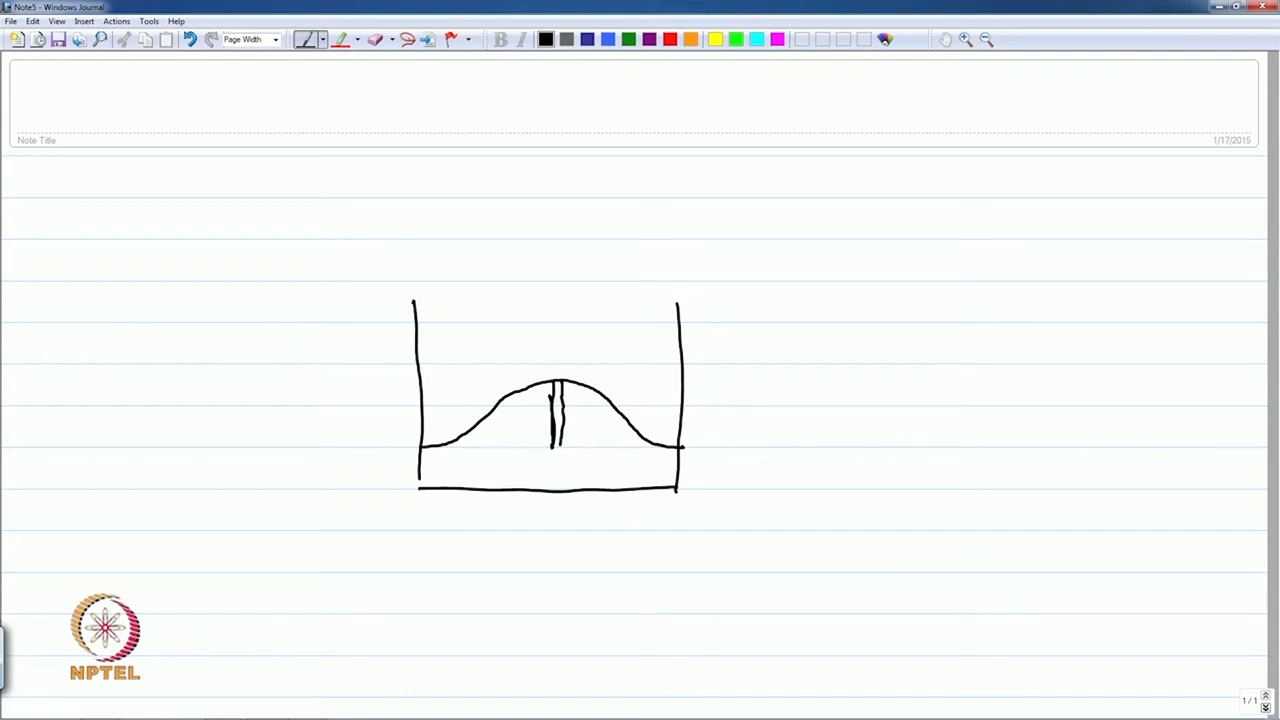 Note5 - Windows Journal
File Edit View Insert Actions Tools Help
Page Width
B I
Note Title
1/17/2015
NPTEL
1/1